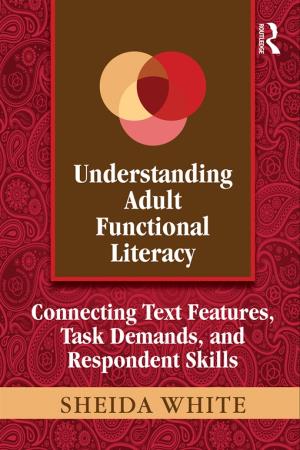 ROUTLEDGE
Understanding
Adult
Functional
Literacy
Connecting Text Features,
Task Demands, and
Respondent Skills
SHEIDA WHITE